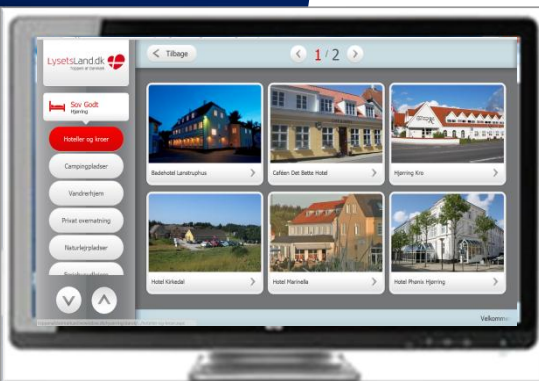 LysetsLand.dk
Sov Godt
Hjørring
Hoteller og kroer
Campingpladser
Vandrerhjem
Privat overnatning
Naturlejrpladser
Tilbage
1 / 2
Badehotel Lønstruphus
Caféen Det Bette Hotel
Hjørring Kro
Hotel Kirkedal
Hotel Marinella
Hotel Phønix Hjørring
Velkomme